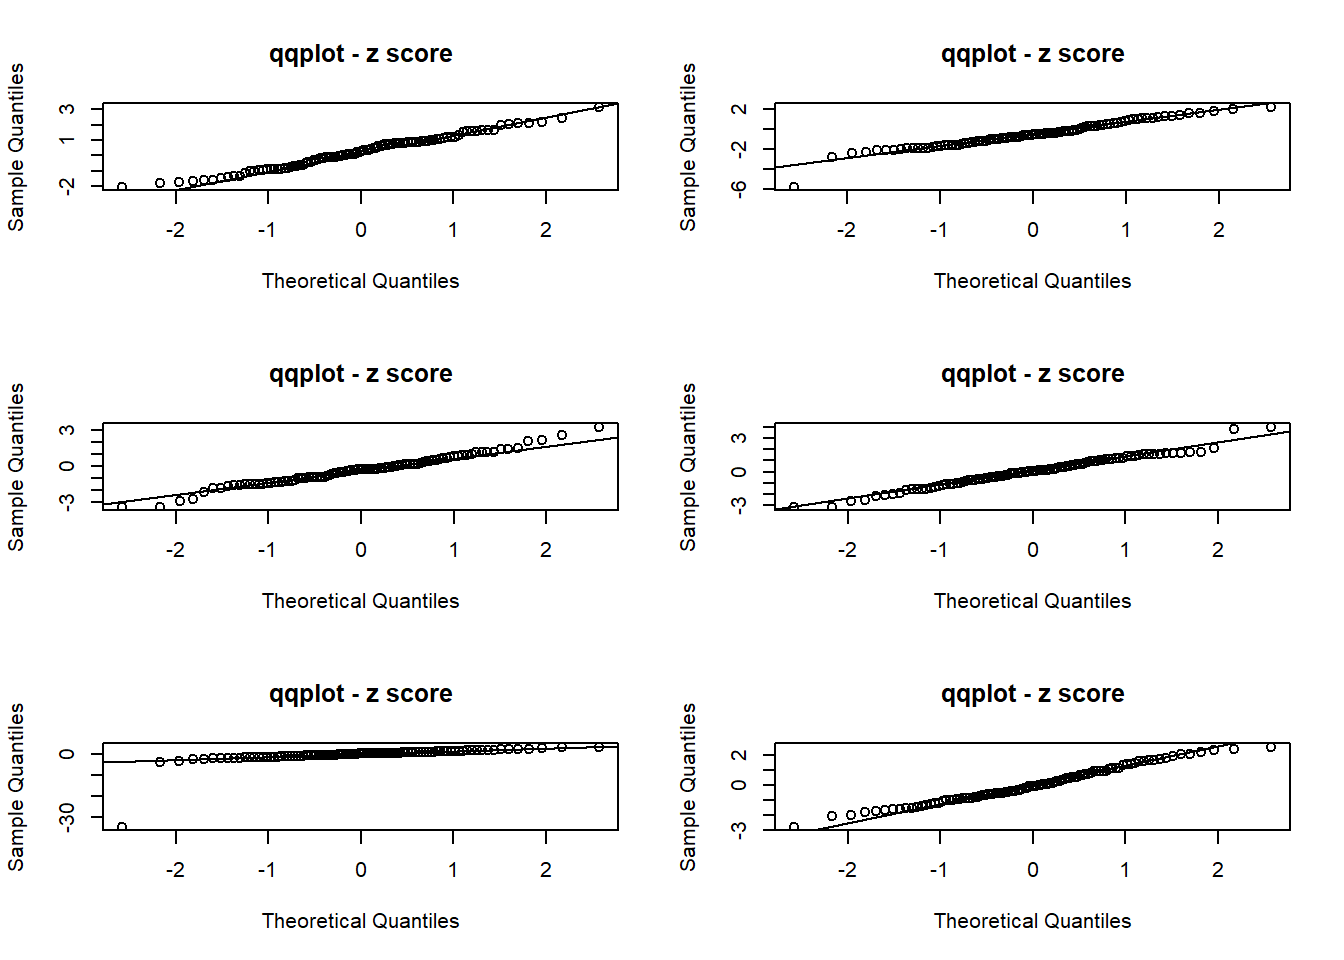 qqplot - z score
Sample Quantiles
3
1
-2
-2 -1 0 1 2
Theoretical Quantiles
qqplot - z score
Sample Quantiles
2
-2
-6
-2 -1 0 1 2
Theoretical Quantiles
qqplot - z score
Sample Quantiles
3
0
-3
-2 -1 0 1 2
Theoretical Quantiles
qqplot - z score
Sample Quantiles
3
0
-3
-2 -1 0 1 2
Theoretical Quantiles
qqplot - z score
Sample Quantiles
0
-30
-2 -1 0 1 2
Theoretical Quantiles
qqplot - z score
Sample Quantiles
2
0
-3
-2 -1 0 1 2
Theoretical Quantiles